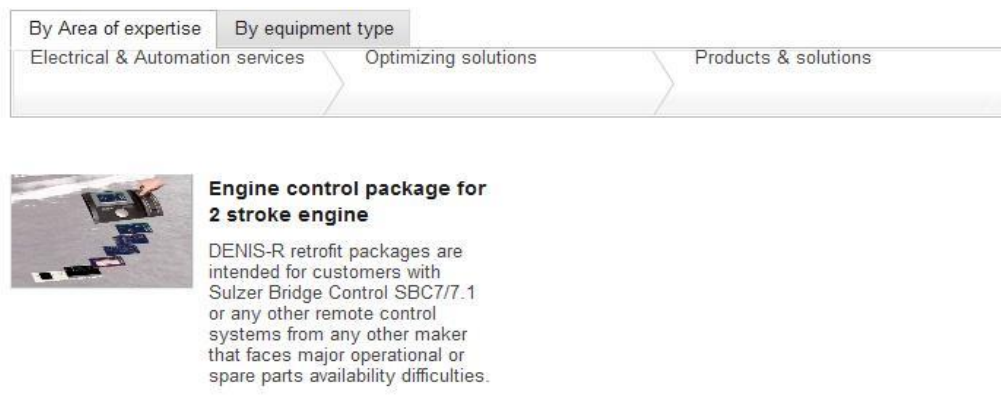 By Area of expertise By equipment type
Electrical & Automation services Optimizing solutions Products & solutions
Engine control package for
2 stroke engine
DENIS-R retrofit packages are
intended for customers with
Sulzer Bridge Control SBC7/7.1
or any other remote control
systems from any other maker
that faces major operational or
spare parts availability difficulties.